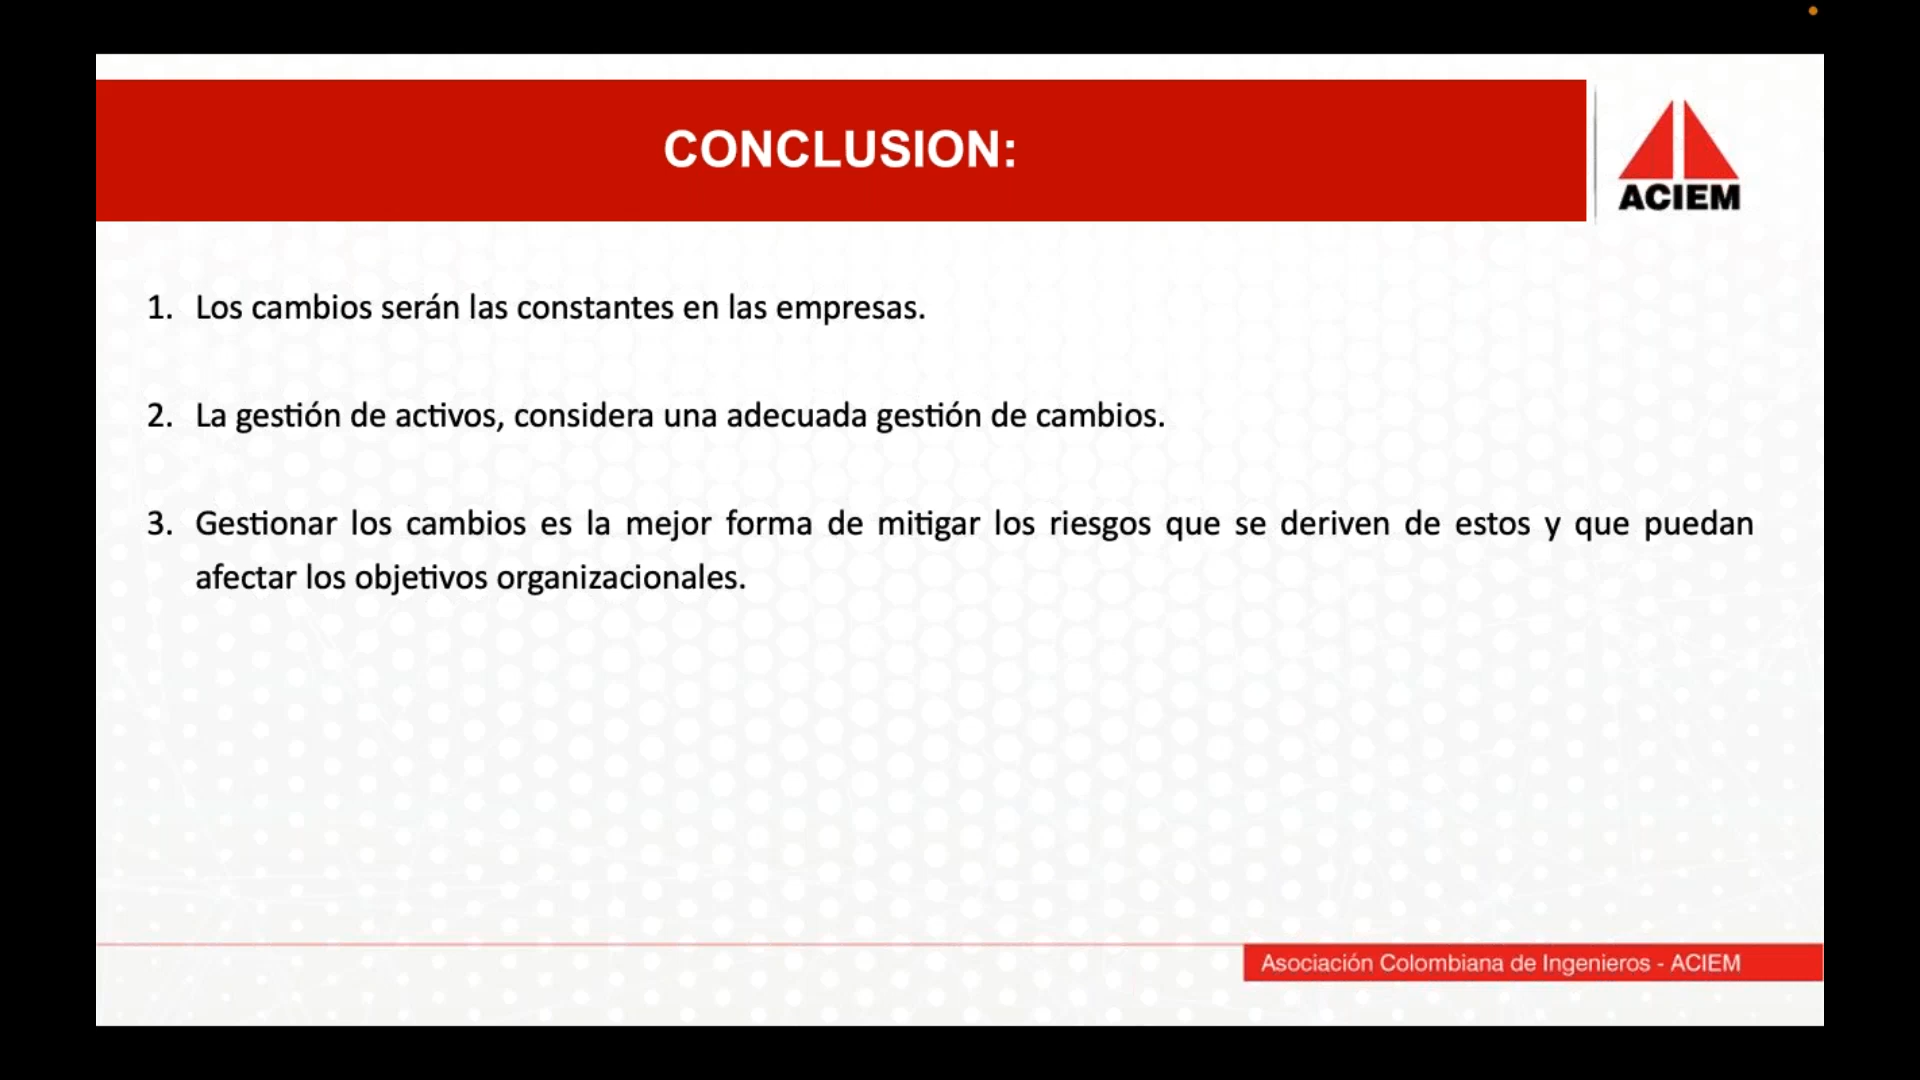 CONCLUSION:
ACIEM
1. Los cambios serán las constantes en las empresas.
2. La gestión de activos, considera una adecuada gestión de cambios.
3. Gestionar los cambios es la mejor forma de mitigar los riesgos que se deriven de estos y que puedan
afectar los objetivos organizacionales.
Asociación Colombiana de Ingenieros - ACIEM